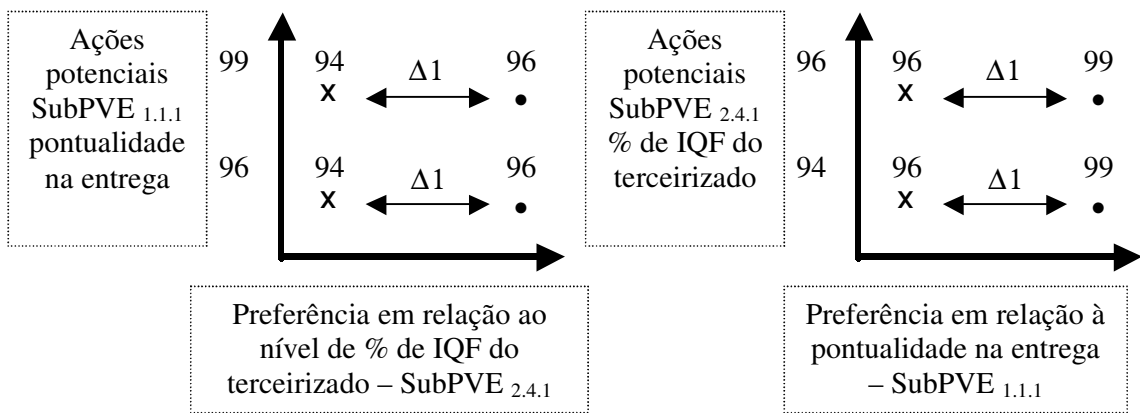 Ações
potenciais
SubPVE 1.1.1
pontualidade
na entrega
99
94
x
Δ1
96
•
96
94
x
Δ1
96
•
Preferência em relação ao
nível de % de IQF do
terceirizado – SubPVE 2.4.1
Ações
potenciais
SubPVE 2.4.1
% de IQF do
terceirizado
96
96
x
Δ1
99
•
94
96
x
Δ1
99
•
Preferência em relação à
pontualidade na entrega
– SubPVE 1.1.1